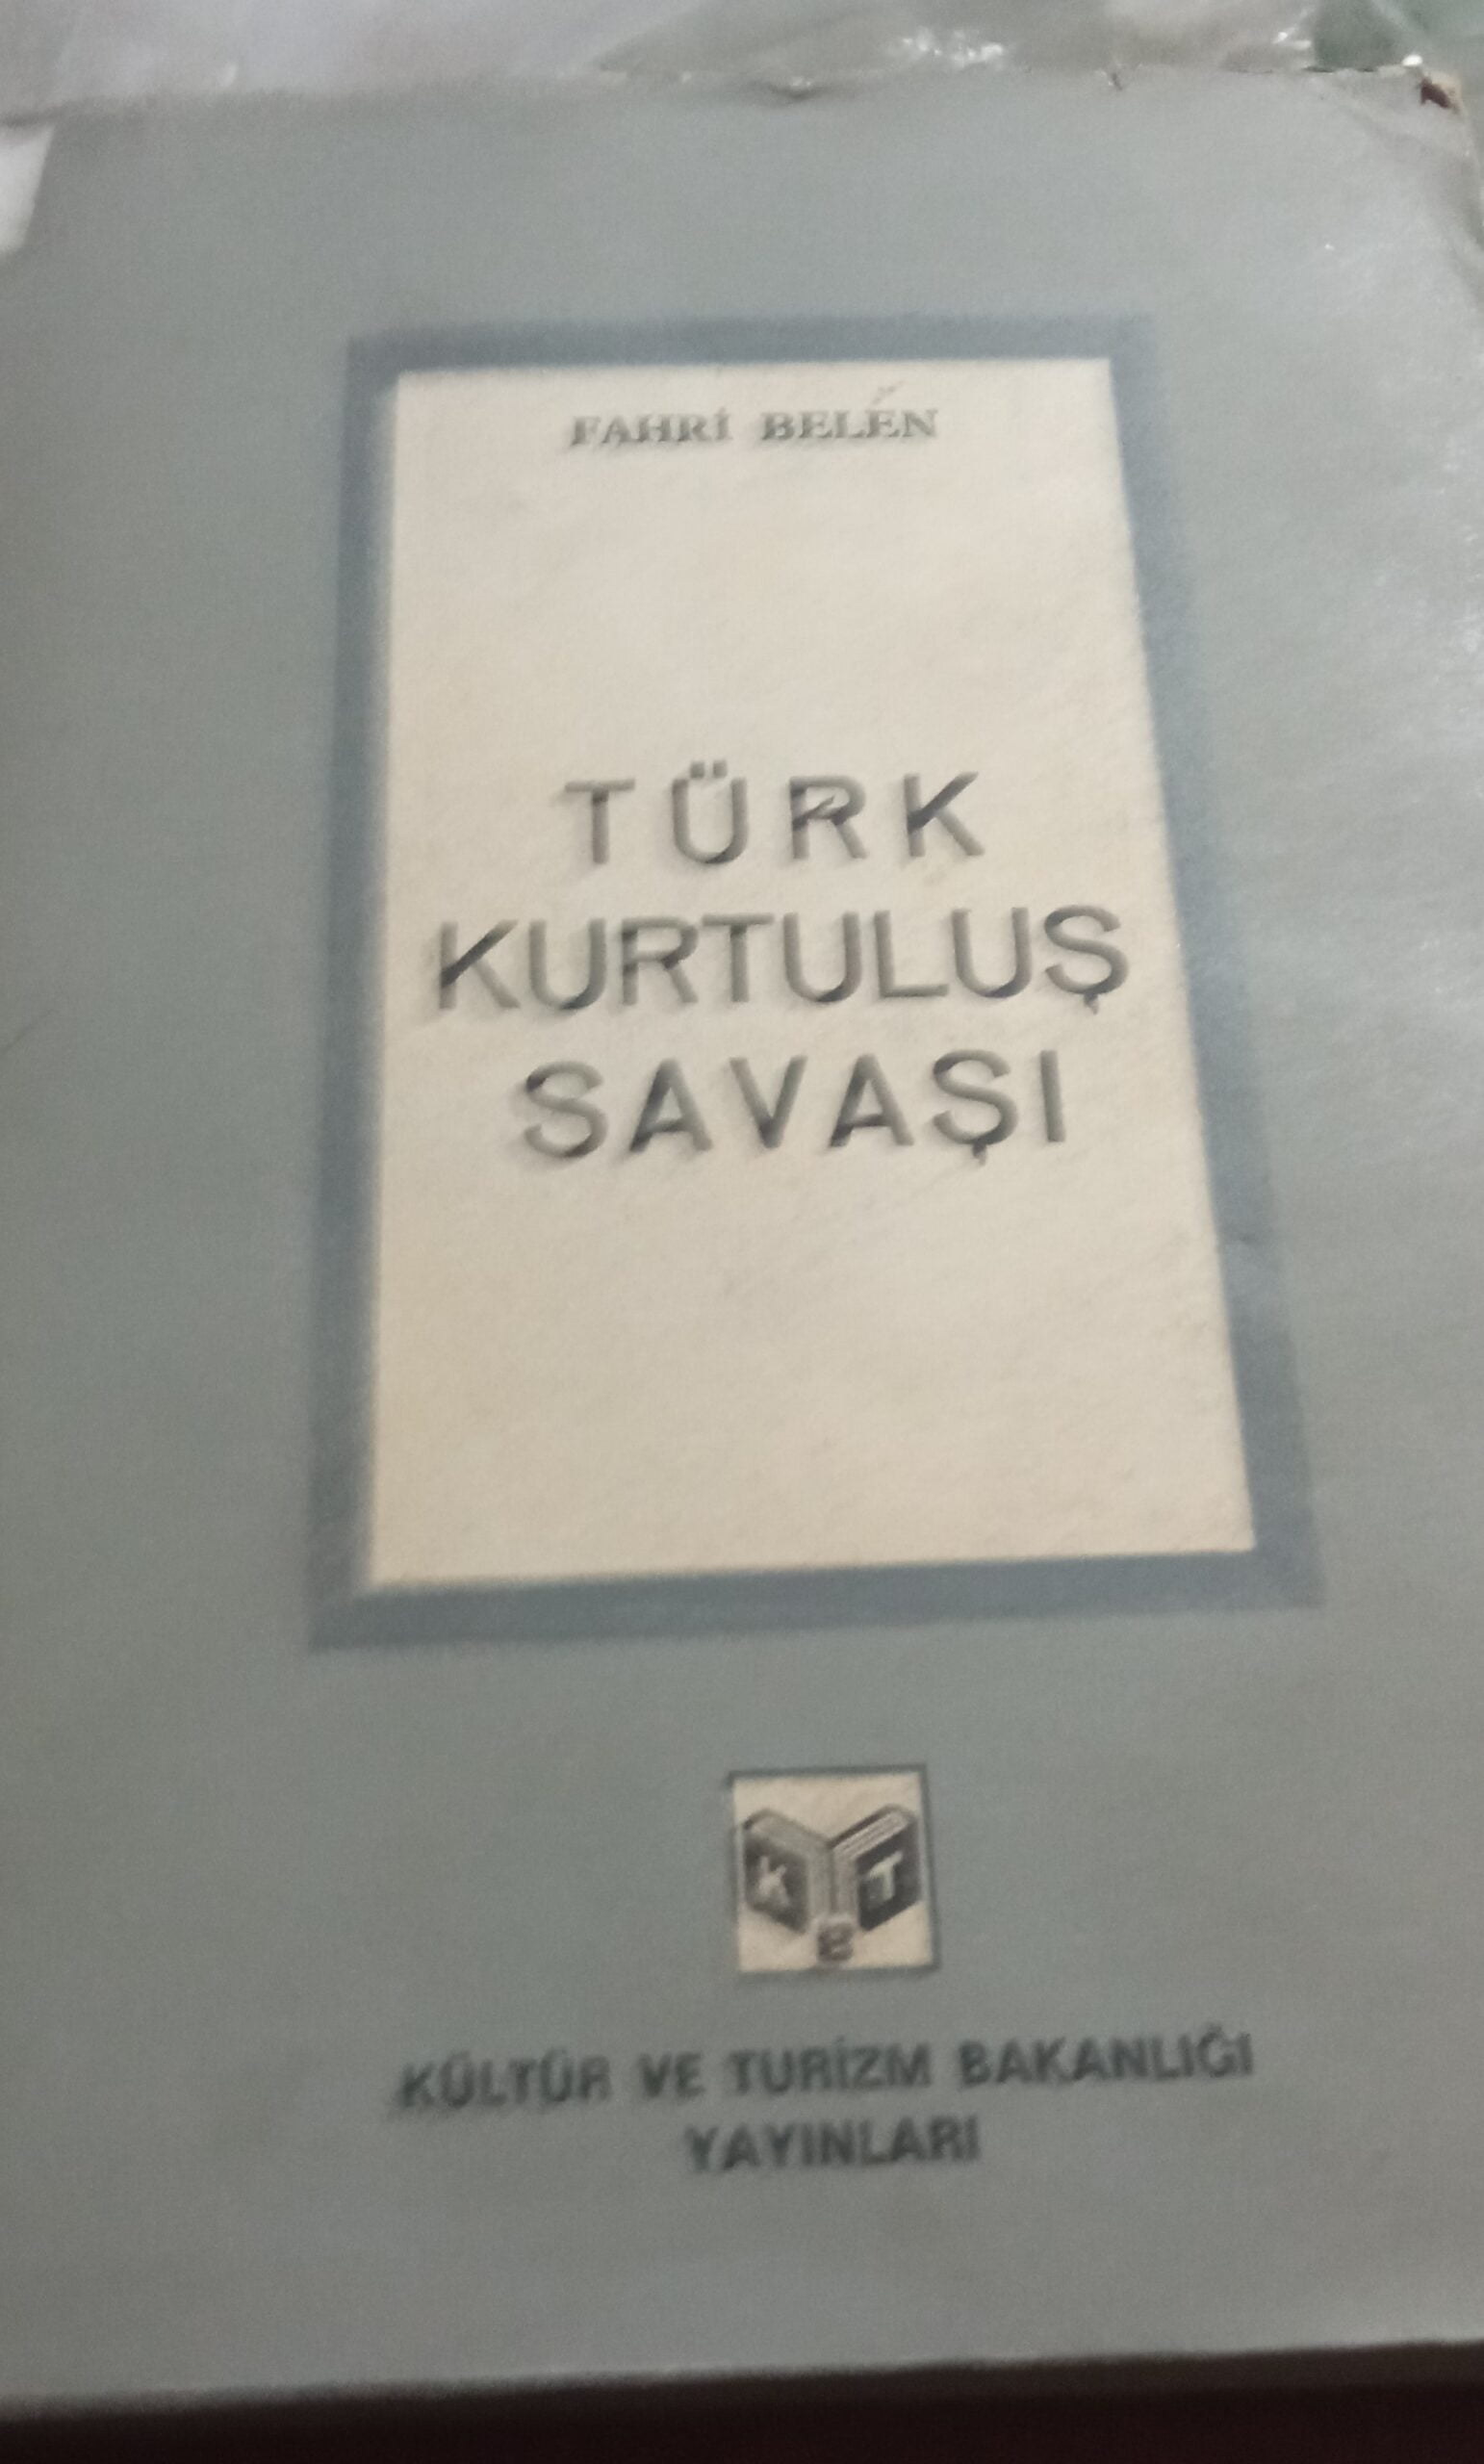 FAHRİ BELEN
TÜRK
KURTULUŞ
SAVAŞI
K T
B
KÜLTÜR VE TURİZM BAKANLIĞI
YAYINLARI